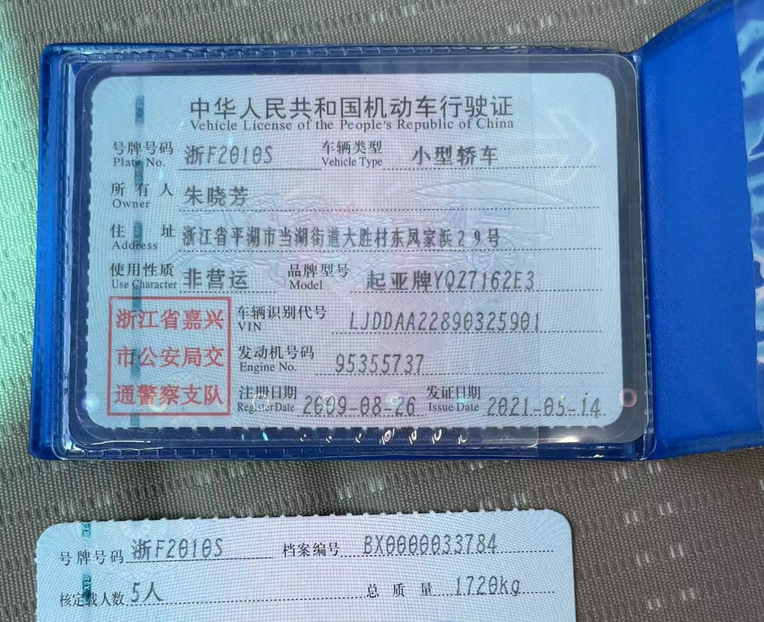 中华人民共和国机动车行驶证
Vehicle License of the People's Republic of China
号牌号码 浙F2010S 车辆类型 小型轿车
Plate No. Vehicle Type
所有人 朱晓芳
Owner
住址 浙江省平湖市当湖街道大胜村东凤家浜29号
Address
使用性质 非营运 品牌型号 起亚牌YQZ7162E3
Use Character Model
浙江省嘉兴
市公安局交
通警察支队
车辆识别代号 LJDDAA22890325901
VIN
发动机号码 95355737
Engine No.
注册日期 2009-08-26 发证日期 2021-05-14
Register Date Issue Date
号牌号码 浙F2010S 档案编号 BX0000033784
核定载人数 5人 总质量 1720kg